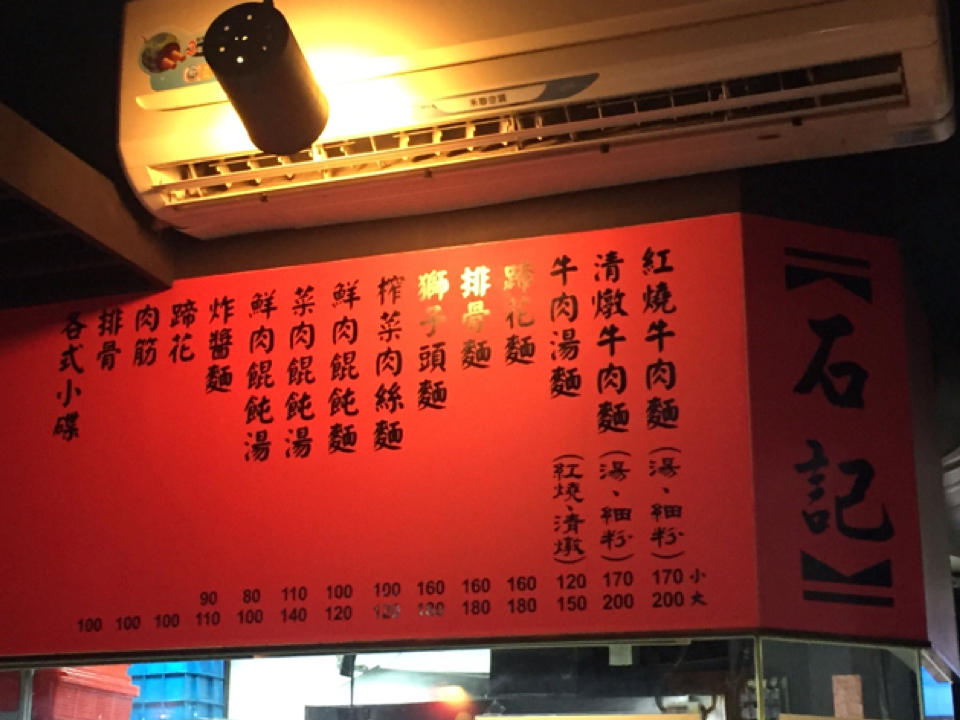 石記
紅燒牛肉麵(湯、細粉) 170 小 200 大
清燉牛肉麵(湯、細粉) 170 200
牛肉湯麵(紅燒、清燉) 120 150
蹄花麵 160 180
排骨麵 160 180
獅子頭麵 160
榨菜肉絲麵 100
鮮肉餛飩麵 100 120
菜肉餛飩湯 110 140
鮮肉餛飩湯 80 100
炸醬麵 90 110
蹄花 100
肉筋 100
排骨 100
各式小碟